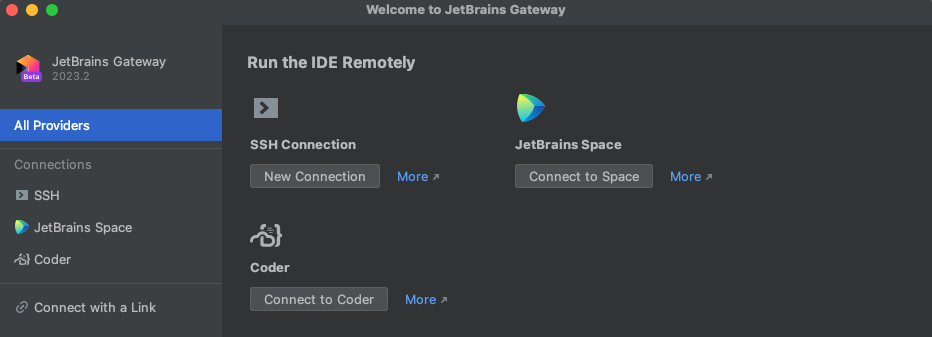 Welcome to JetBrains Gateway
JetBrains Gateway
2023.2
Beta
All Providers
Connections
SSH
JetBrains Space
Coder
Connect with a Link
Run the IDE Remotely
SSH Connection
New Connection More ↗
JetBrains Space
Connect to Space More ↗
Coder
Connect to Coder More ↗